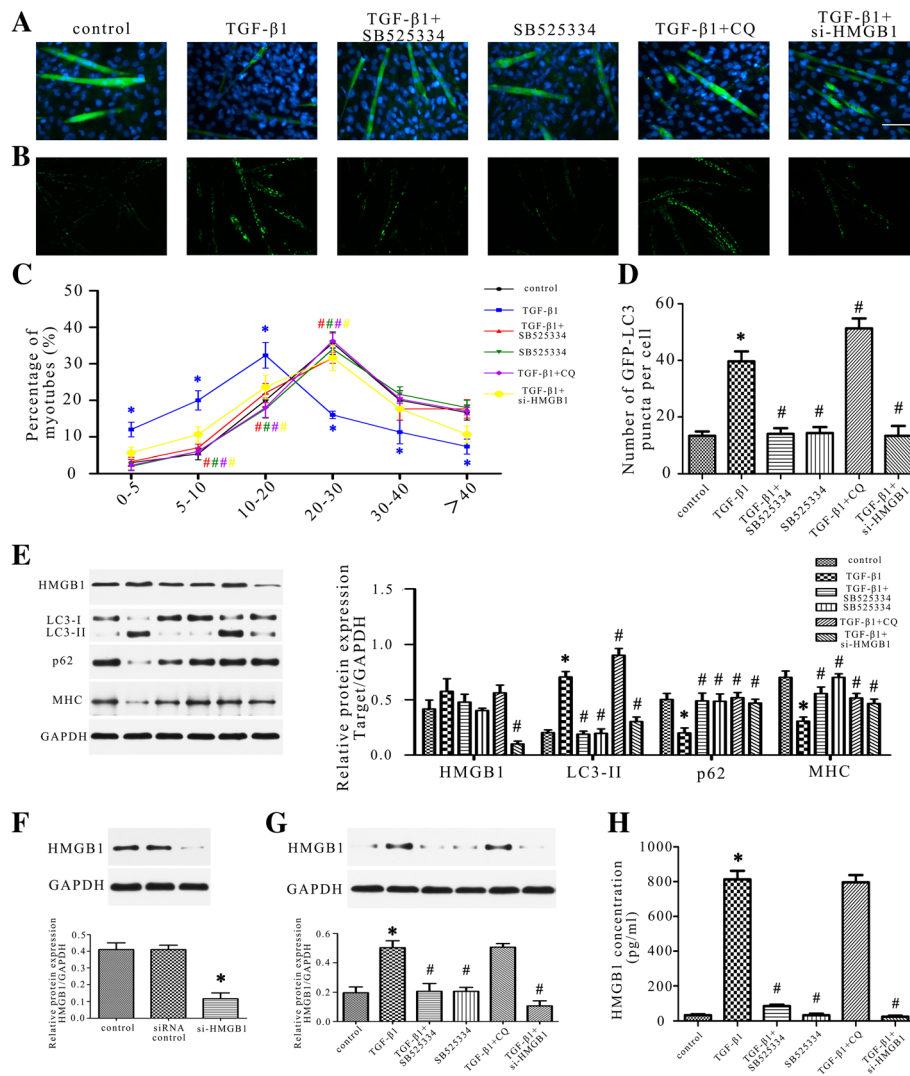 A
control
TGF-β1
TGF-β1+
SB525334
SB525334
TGF-β1+CQ
TGF-β1+
si-HMGB1
B
C
Percentage of
myotubes (%)
50
40
30
20
10
0
*
*
*
*
*
*
####
####
####
0-5
5-10
10-20
20-30
30-40
>40
control
TGF-β1
TGF-β1+
SB525334
SB525334
TGF-β1+CQ
TGF-β1+
si-HMGB1
D
Number of GFP-LC3
puncta per cell
60
40
20
0
*
#
#
#
#
control
TGF-β1
TGF-β1+
SB525334
SB525334
TGF-β1+CQ
TGF-β1+
si-HMGB1
E
HMGB1
LC3-I
LC3-II
p62
MHC
GAPDH
Relative protein expression
Target/GAPDH
1.5
1.0
0.5
0.0
#
*
#
#
#
#
*
#
#
#
#
*
#
#
#
#
HMGB1
LC3-II
p62
MHC
control
TGF-β1
TGF-β1+
SB525334
SB525334
TGF-β1+CQ
TGF-β1+
si-HMGB1
F
HMGB1
GAPDH
Relative protein expression
HMGB1/GAPDH
0.5
0.4
0.3
0.2
0.1
0.0
*
control
siRNA
control
si-HMGB1
G
HMGB1
GAPDH
Relative protein expression
HMGB1/GAPDH
0.6
0.4
0.2
0.0
*
#
#
#
control
TGF-β1
TGF-β1+
SB525334
SB525334
TGF-β1+CQ
TGF-β1+
si-HMGB1
H
HMGB1 concentration
(pg/ml)
1000
800
600
400
200
0
*
#
#
#
control
TGF-β1
TGF-β1+
SB525334
SB525334
TGF-β1+CQ
TGF-β1+
si-HMGB1